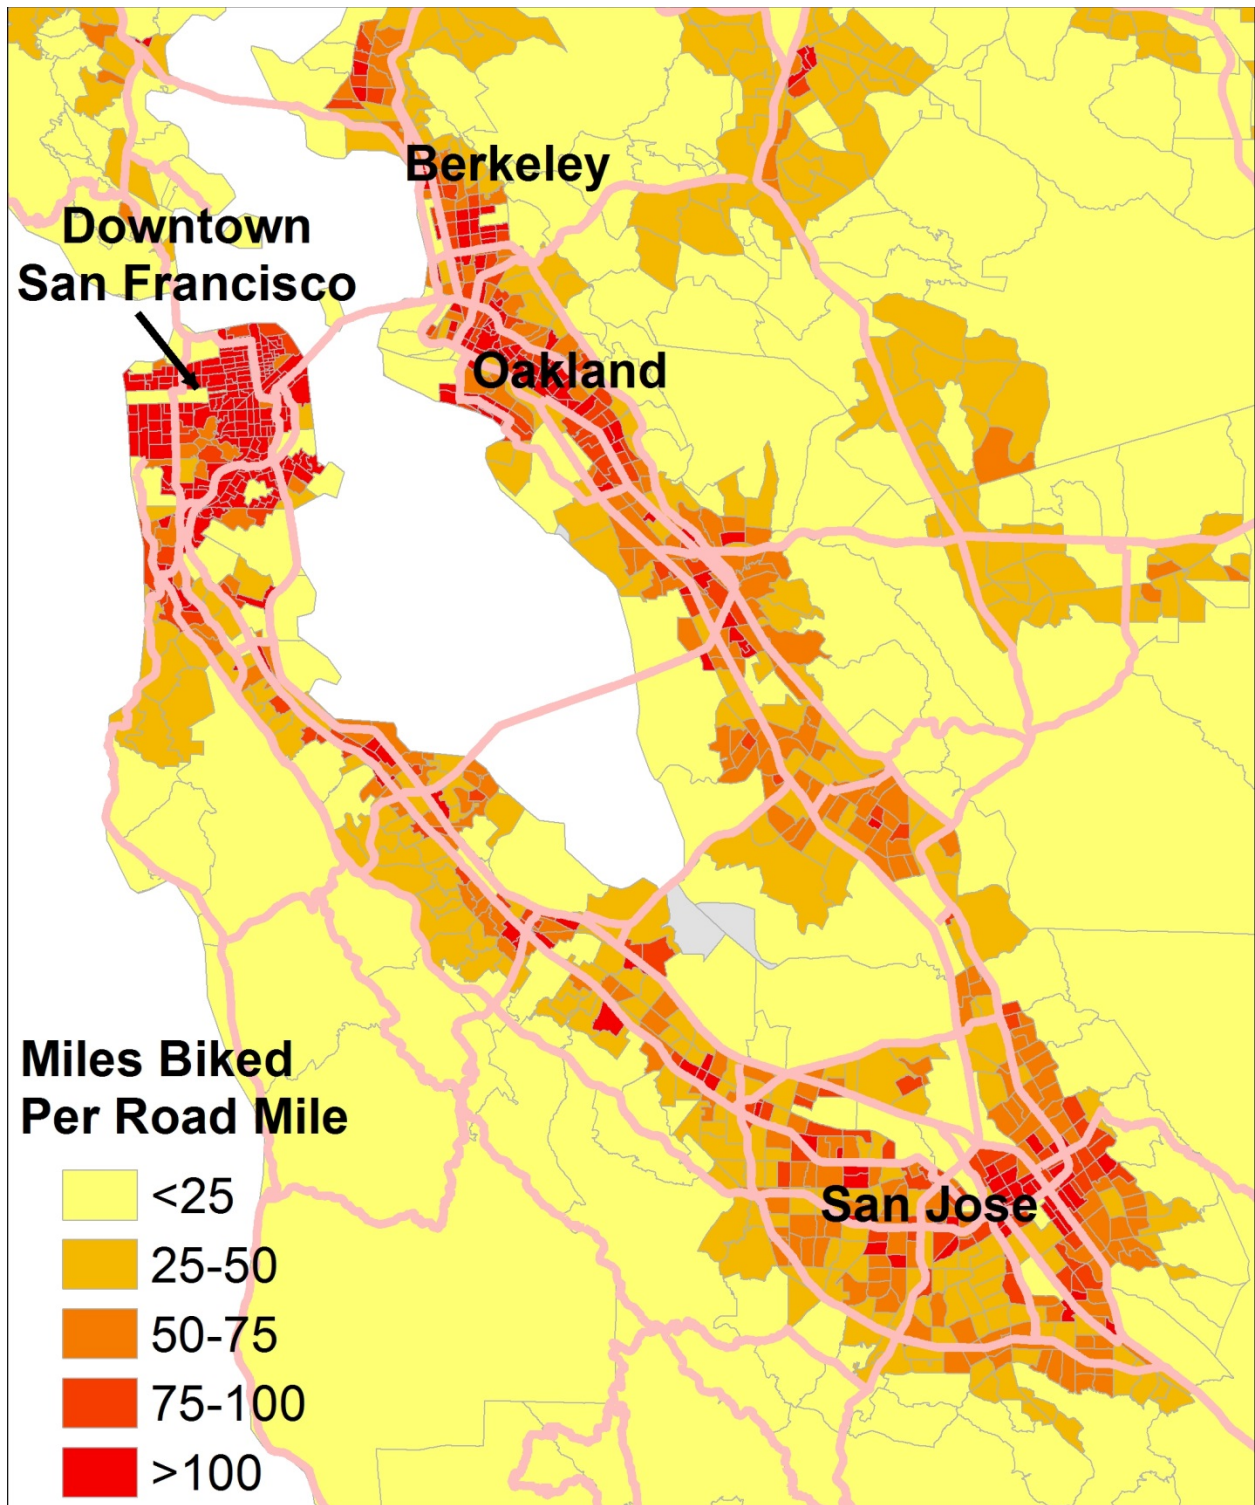 Berkeley
Downtown
San Francisco
Oakland
Miles Biked
Per Road Mile
<25
25-50
San Jose
50-75
75-100
>100